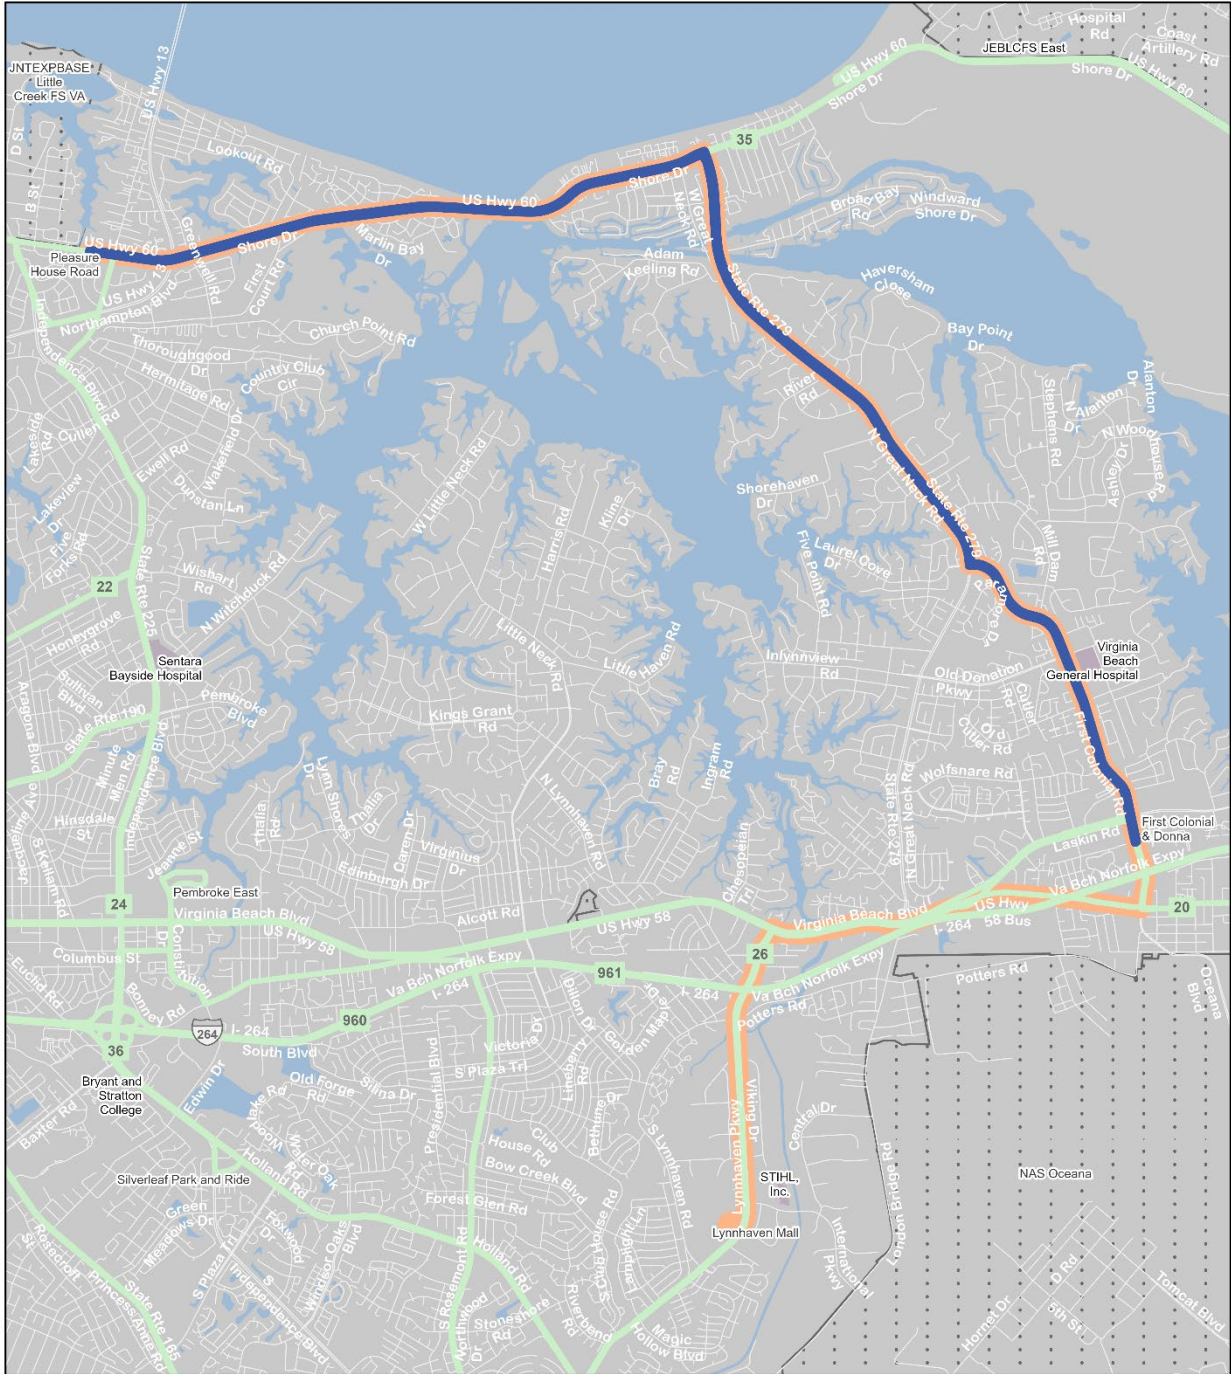 Hospital
Rd
Coast
Artillery Rd
JEBLCFS East
US Hwy 60
Shore Dr
US Hwy 60
Shore Dr
US Hwy 13
JNTEXPBASE
Little
Creek FS VA
D St
B St
Lookout Rd
35
US Hwy 60
Shore Dr
W Great
Neck Rd
Broad Bay
Rd
Windward
Shore Dr
US Hwy 60
Shore Dr
Greenwell Rd
Marlin Bay
Dr
Adam
Keeling Rd
Pleasure
House Road
US Hwy 13
Northampton Blvd
First
Court Rd
State Rte 279
Haversham
Close
Bay Point
Dr
Independence Blvd
Church Point Rd
Thoroughgood
Dr
Hermitage Rd
Country Club
Cir
River
Rd
Alanton
Dr
N
Alanton
Dr
Stephens Rd
N Woodhouse
Rd
Ashley Dr
Lakeside
Rd
Cullen Rd
Wakefield Dr
Ewell Rd
Dunstan Ln
W Little Neck Rd
Harris Rd
Kline
Dr
Shorehaven
Dr
N Great Neck Rd
State Rte 279
Lakeview
Dr
Five
Forks Rd
State Rte 225
Wishart
Rd
N Witchduck Rd
22
Laurel Cove
Dr
Five Point Rd
Mill Dam
Rd
Honeygrove
Rd
Sentara
Bayside Hospital
Little Neck Rd
Little Haven Rd
Inlynnview
Rd
Old Donation
Pkwy
Virginia
Beach
General Hospital
Aragona Blvd
Sullivan
Blvd
State Rte 190
Pembroke
Blvd
Kings Grant
Rd
Cutler
Rd
Old
Cutler Rd
First Colonial Rd
Minute
Men Rd
Independence Blvd
Bray
Rd
Ingram
Rd
Wolfsnare Rd
State Rte 279
N Great Neck Rd
Hinsdale
St
Jeanne St
Thalia
Rd
Lynn Shores
Dr
Thalia
Dr
Caren Dr
Virginius
Dr
N Lynnhaven Rd
Laskin Rd
First Colonial
& Donna
S Kellam Rd
Edinburgh Dr
Chesopeian
Trl
Va Bch Norfolk Expy
Pembroke East
24
Virginia Beach Blvd
Alcott Rd
US Hwy 58
Virginia Beach Blvd
US Hwy
58 Bus
20
US Hwy 58
I- 264
Columbus St
Constitution
Dr
26
Va Bch Norfolk Expy
I- 264
961
I- 264
Va Bch Norfolk Expy
Potters Rd
Euclid Rd
Bonney Rd
Dillon Dr
Golden Maple Dr
Potters Rd
Oceana
Blvd
960
264
I- 264
36
South Blvd
Victoria Dr
S Plaza Trl
Presidential Blvd
Limeberry
Rd
Bryant and
Stratton
College
Edwin Dr
Old Forge
Rd
Silina Dr
Bethune Dr
Lynnhaven Pkwy
Viking Dr
Central Dr
Baxter Rd
Water Oak
Rd
Club
House Rd
Bow Creek Blvd
S Lynnhaven Rd
London Bridge Rd
Holland Rd
Silverleaf Park and Ride
STIHL,
Inc.
NAS Oceana
Forest Glen Rd
S Club House Rd
Lamplight Ln
Lynnhaven Mall
Green
Meadows Dr
S Plaza Trl
Foxwood
Dr
Windsor Oaks
Blvd
S
Independence Blvd
Holland Rd
International
Pkwy
S Rosemont Rd
Rosecroft
St
State Rte 165
Princess Anne Rd
Northwood
Dr
Stoneshore
Rd
Riverbend
Rd
Magic
Hollow Blvd
D Rd
Hornet Dr
5th St
Tomcat Blvd